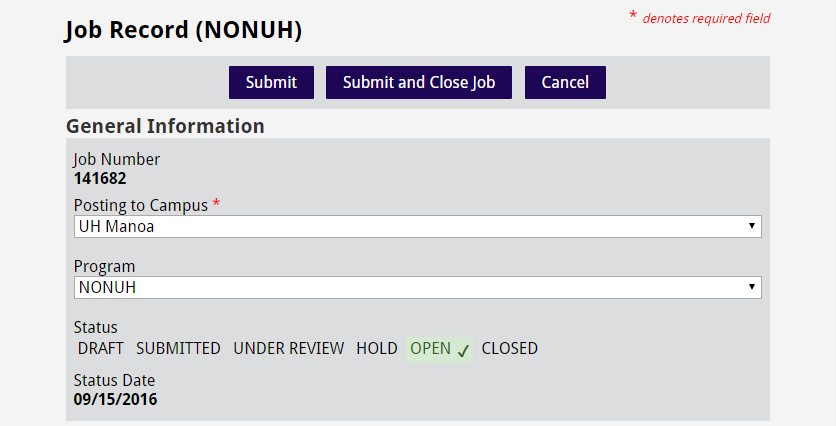 Job Record (NONUH)
* denotes required field
Submit
Submit and Close Job
Cancel
General Information
Job Number
141682
Posting to Campus *
UH Manoa
Program
NONUH
Status
DRAFT SUBMITTED UNDER REVIEW HOLD OPEN ✓ CLOSED
Status Date
09/15/2016